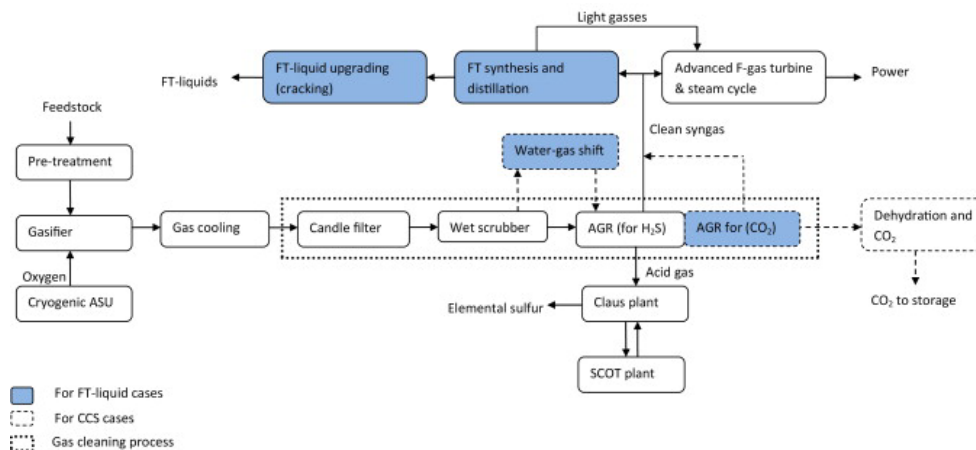 Light gasses
FT-liquids
FT-liquid upgrading
(cracking)
FT synthesis and
distillation
Advanced F-gas turbine
& steam cycle
Power
Feedstock
Clean syngas
Pre-treatment
Water-gas shift
Gasifier
Gas cooling
Candle filter
Wet scrubber
AGR (for H₂S)
AGR for (CO₂)
Dehydration and
CO₂
Oxygen
Acid gas
Cryogenic ASU
Elemental sulfur
Claus plant
CO₂ to storage
SCOT plant
For FT-liquid cases
For CCS cases
Gas cleaning process